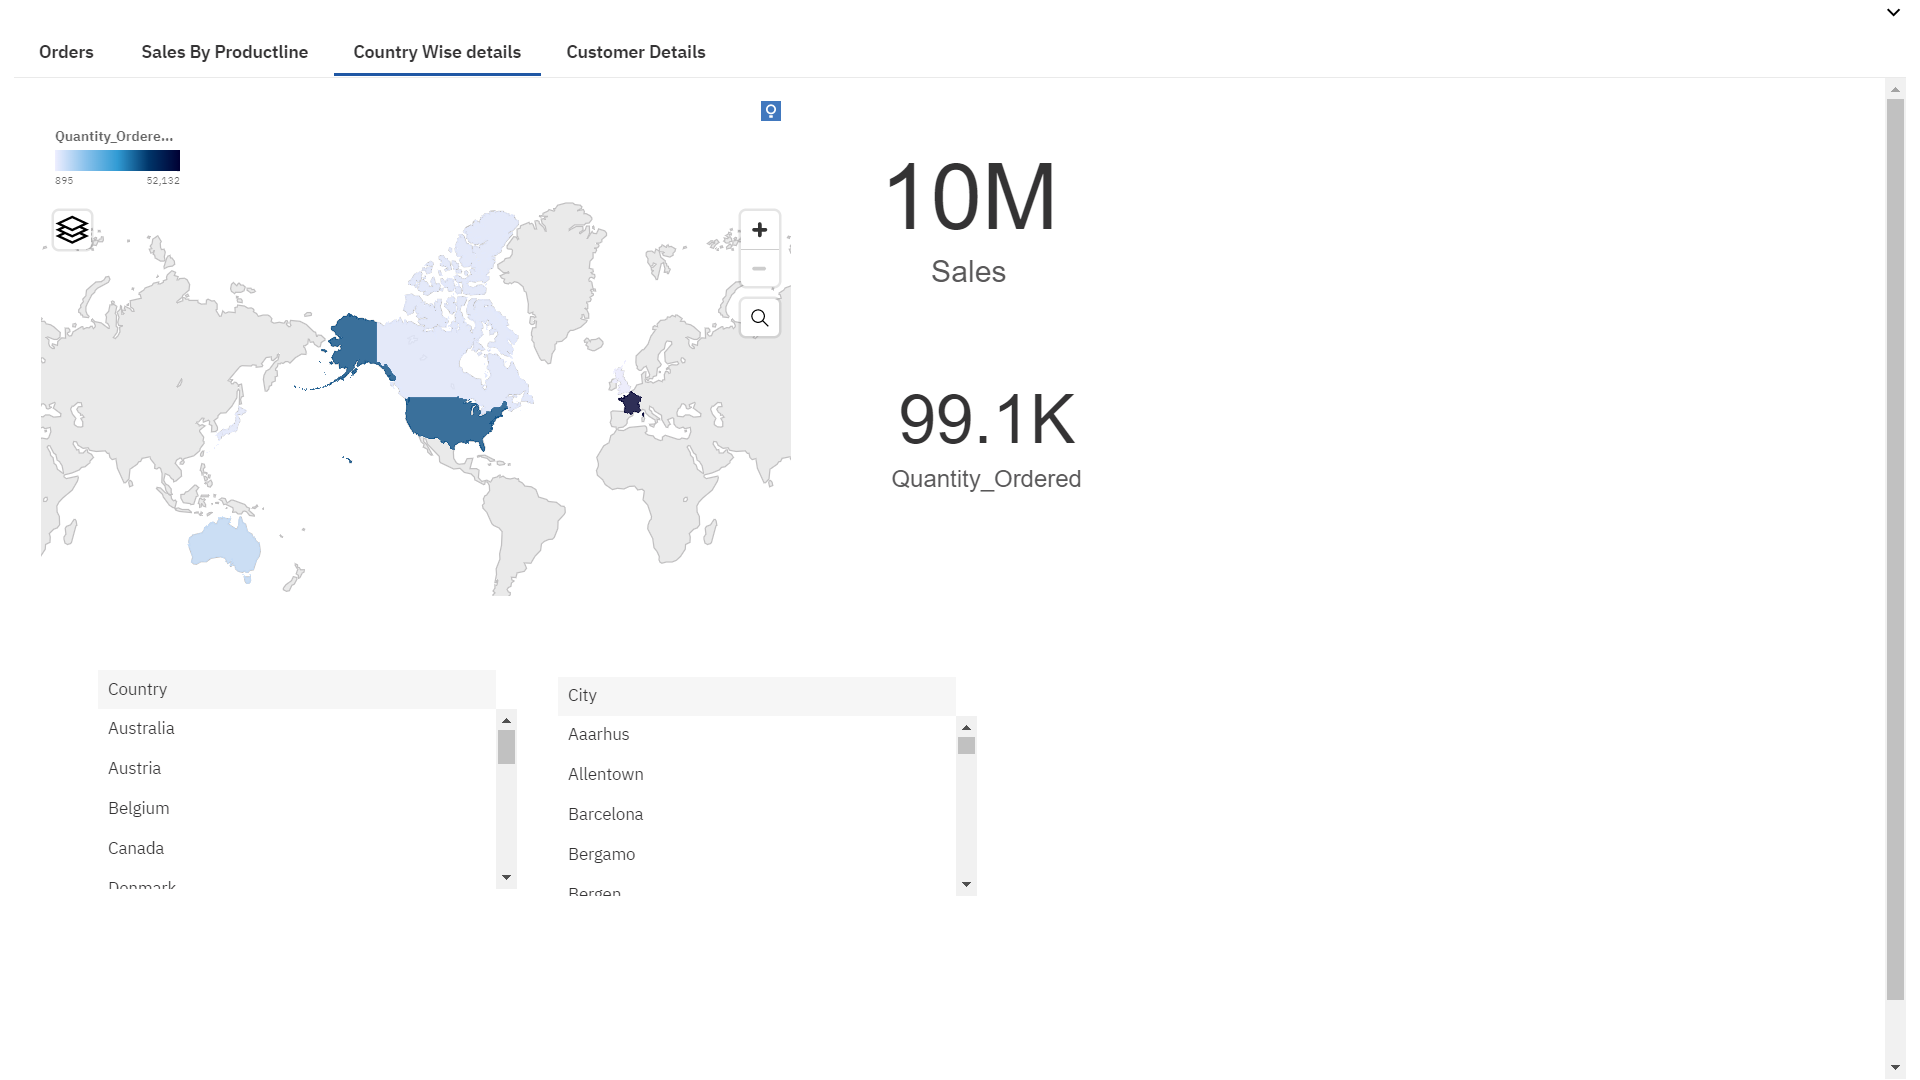 Orders
Sales By Productline
Country Wise details
Customer Details
Quantity_Ordere...
895
52,132
10M
Sales
99.1K
Quantity_Ordered
Country
Australia
Austria
Belgium
Canada
Denmark
City
Aaarhus
Allentown
Barcelona
Bergamo
Bergen